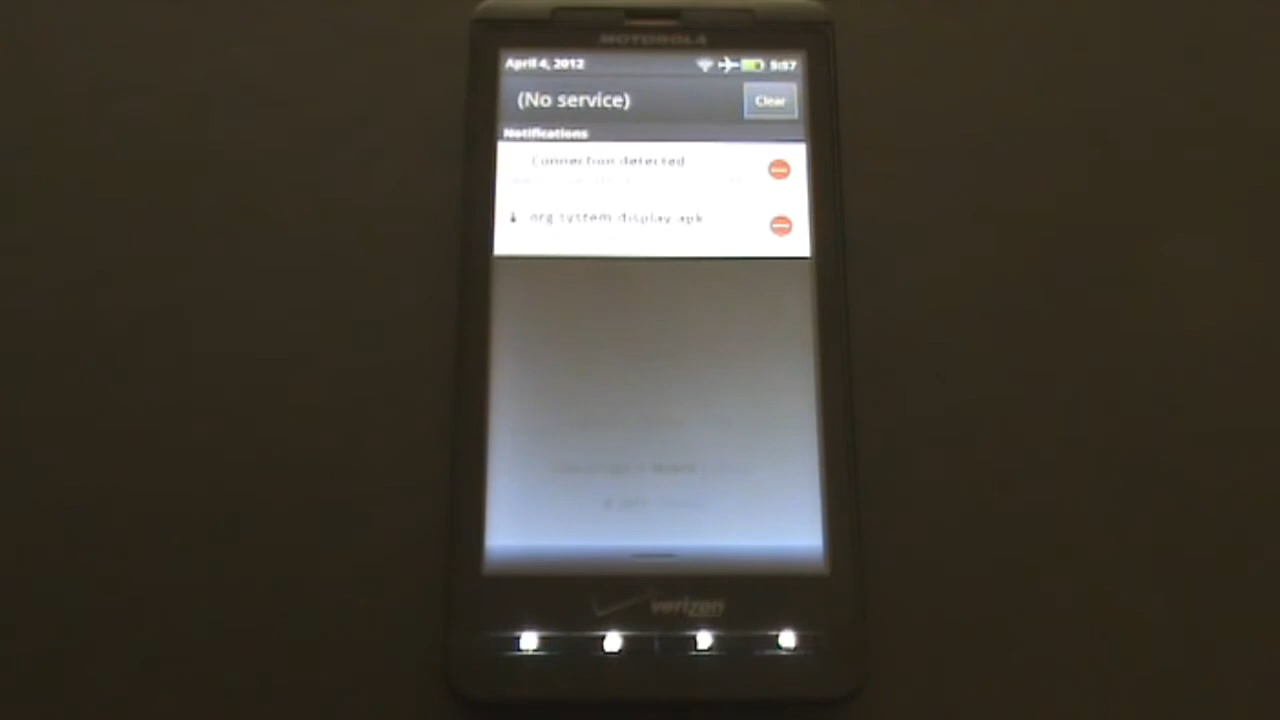 MOTOROLA
April 4, 2012 5:57
(No service) Clear
Notifications
Connection detected
org system display apk
verizon